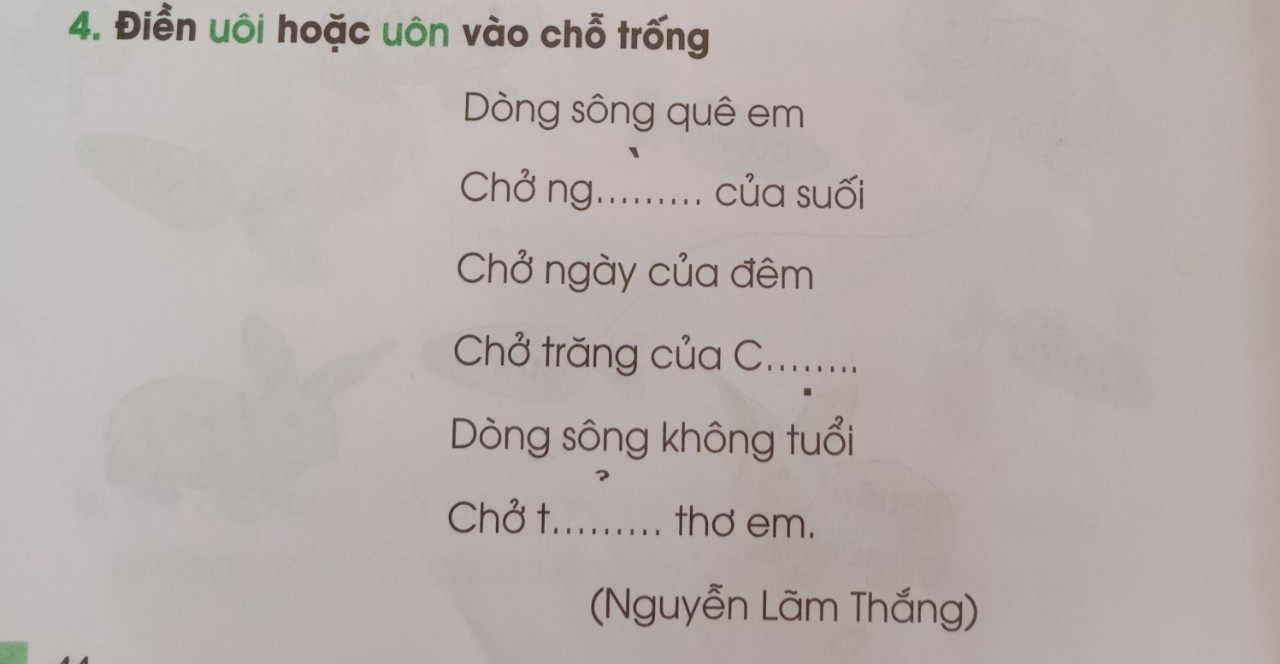 4. Điền uôi hoặc uôn vào chỗ trống
Dòng sông quê em
Chở ng......... của suối
Chở ngày của đêm
Chở trăng của C........
Dòng sông không tuổi
Chở t......... thơ em.
(Nguyễn Lãm Thắng)